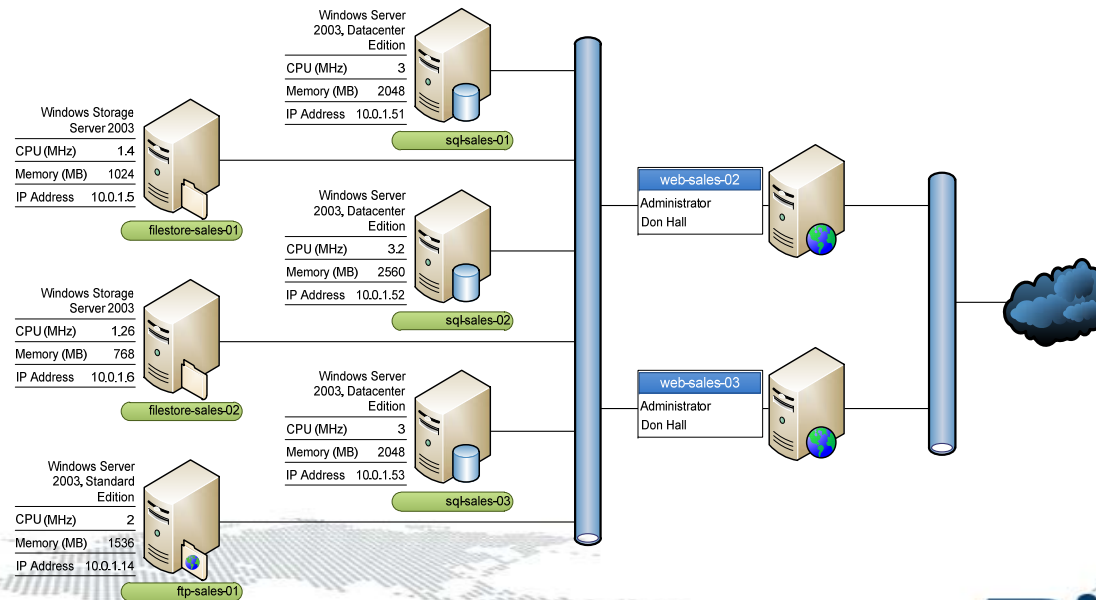 Windows Server
2003, Datacenter
Edition
CPU (MHz) 3
Memory (MB) 2048
IP Address 10.0.1.51
sql-sales-01
Windows Storage
Server 2003
CPU (MHz) 1.4
Memory (MB) 1024
IP Address 10.0.1.5
filestore-sales-01
web-sales-02
Administrator
Don Hall
Windows Server
2003, Datacenter
Edition
CPU (MHz) 3.2
Memory (MB) 2560
IP Address 10.0.1.52
sql-sales-02
Windows Storage
Server 2003
CPU (MHz) 1.26
Memory (MB) 768
IP Address 10.0.1.6
filestore-sales-02
web-sales-03
Administrator
Don Hall
Windows Server
2003, Datacenter
Edition
CPU (MHz) 3
Memory (MB) 2048
IP Address 10.0.1.53
sql-sales-03
Windows Server
2003, Standard
Edition
CPU (MHz) 2
Memory (MB) 1536
IP Address 10.0.1.14
ftp-sales-01